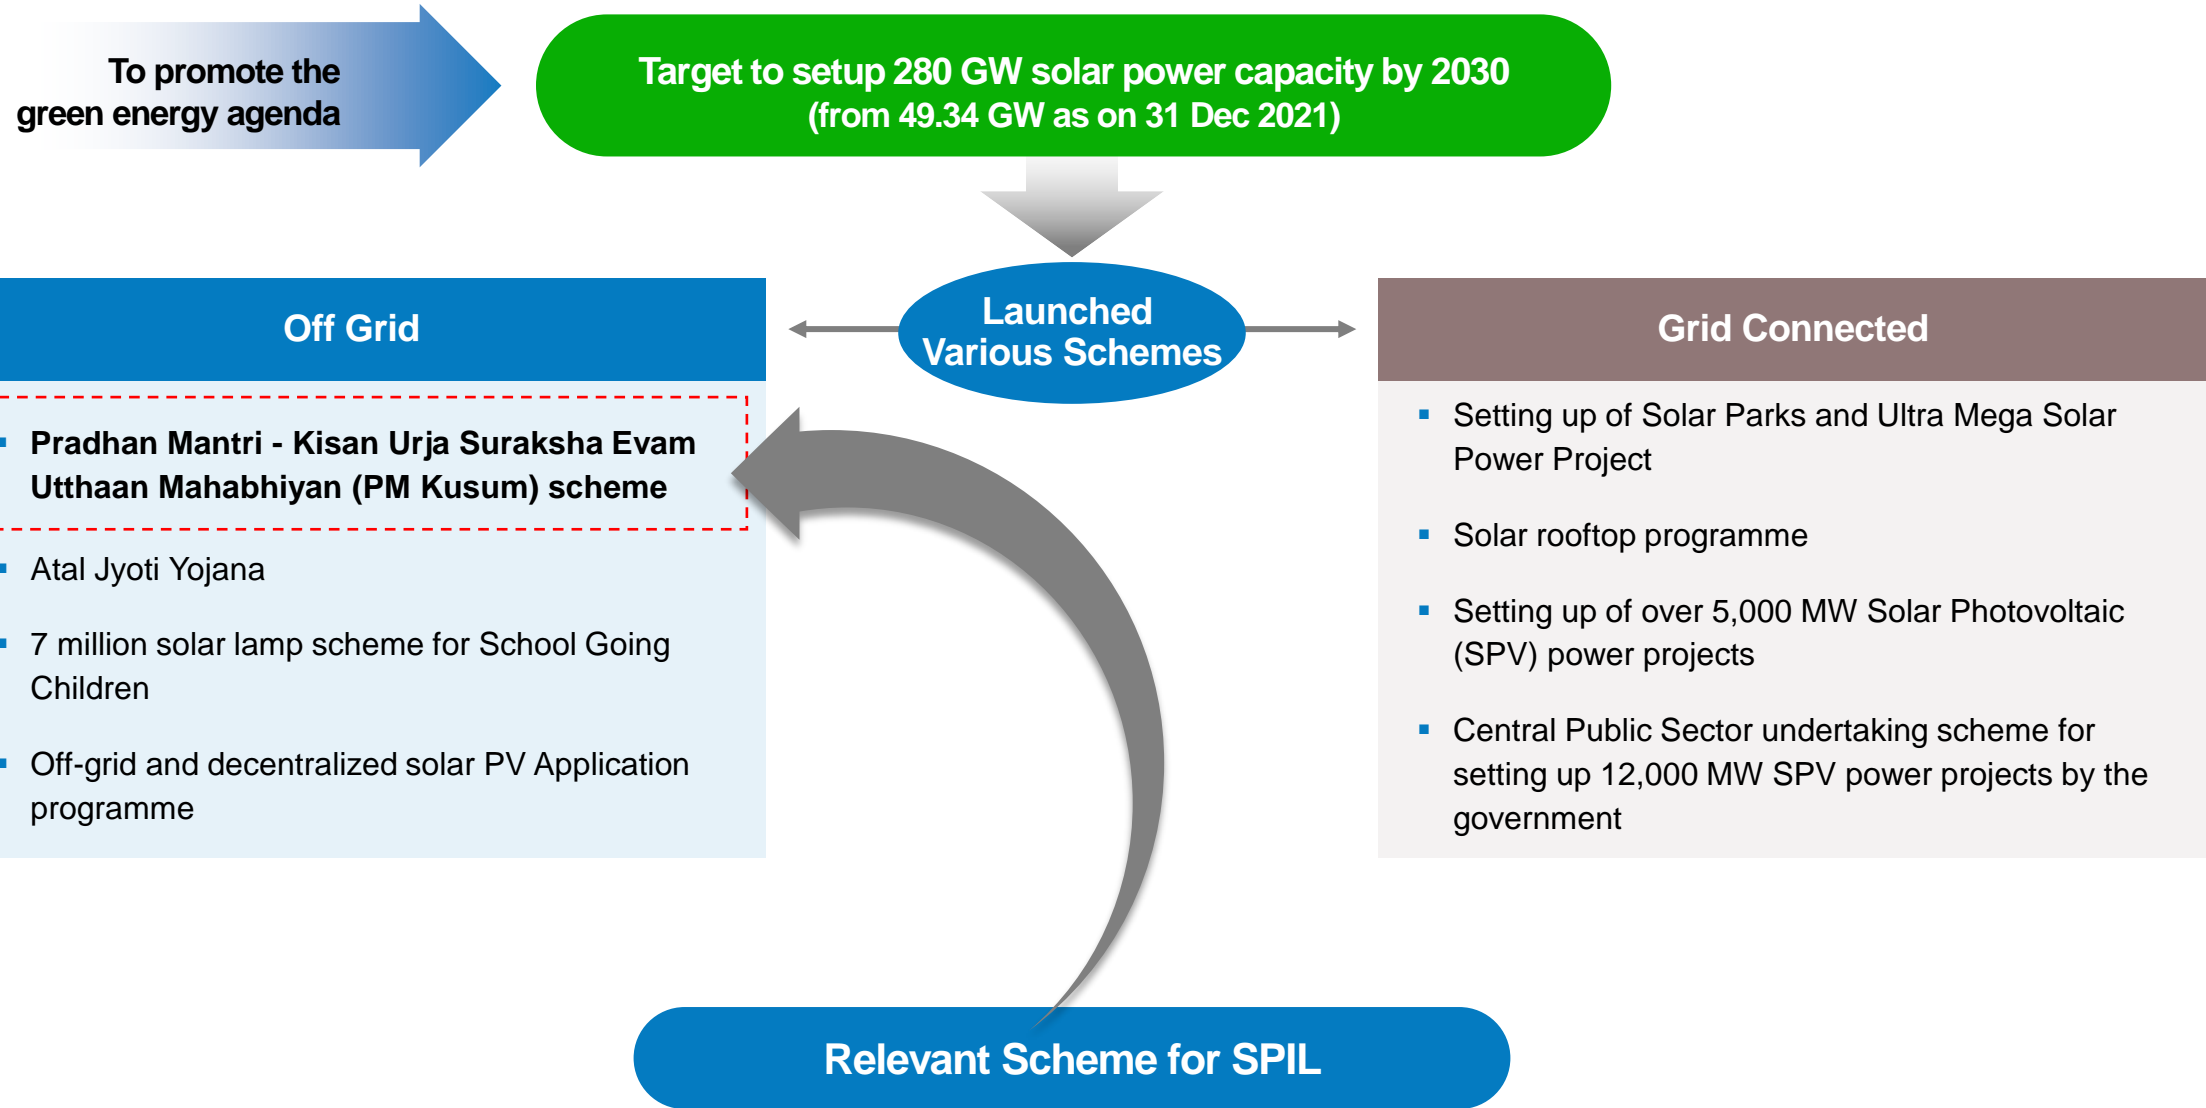 To promote the
green energy agenda
Target to setup 280 GW solar power capacity by 2030
(from 49.34 GW as on 31 Dec 2021)
Launched
Various Schemes
Off Grid
▪ Pradhan Mantri - Kisan Urja Suraksha Evam
Utthaan Mahabhiyan (PM Kusum) scheme
▪ Atal Jyoti Yojana
▪ 7 million solar lamp scheme for School Going
Children
▪ Off-grid and decentralized solar PV Application
programme
Grid Connected
▪ Setting up of Solar Parks and Ultra Mega Solar
Power Project
▪ Solar rooftop programme
▪ Setting up of over 5,000 MW Solar Photovoltaic
(SPV) power projects
▪ Central Public Sector undertaking scheme for
setting up 12,000 MW SPV power projects by the
government
Relevant Scheme for SPIL